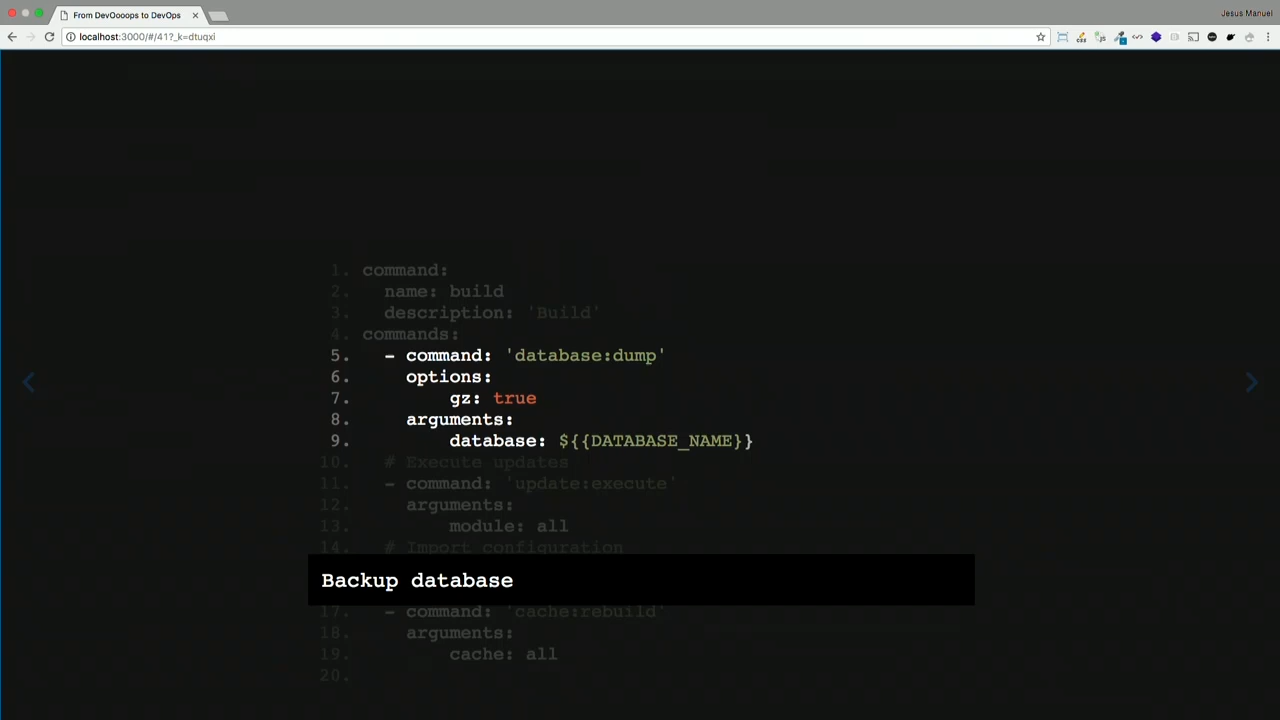 From DevOooops to DevOps
Jesus Manuel
localhost:3000/#/41?_k=dtuqxi
1. command:
2. name: build
3. description: 'Build'
4. commands:
5. - command: 'database:dump'
6. options:
7. gz: true
8. arguments:
9. database: ${{DATABASE_NAME}}
10. # Execute updates
11. - command: 'update:execute'
12. arguments:
13. module: all
14. # Import configuration
Backup database
17. - command: 'cache:rebuild'
18. arguments:
19. cache: all
20.